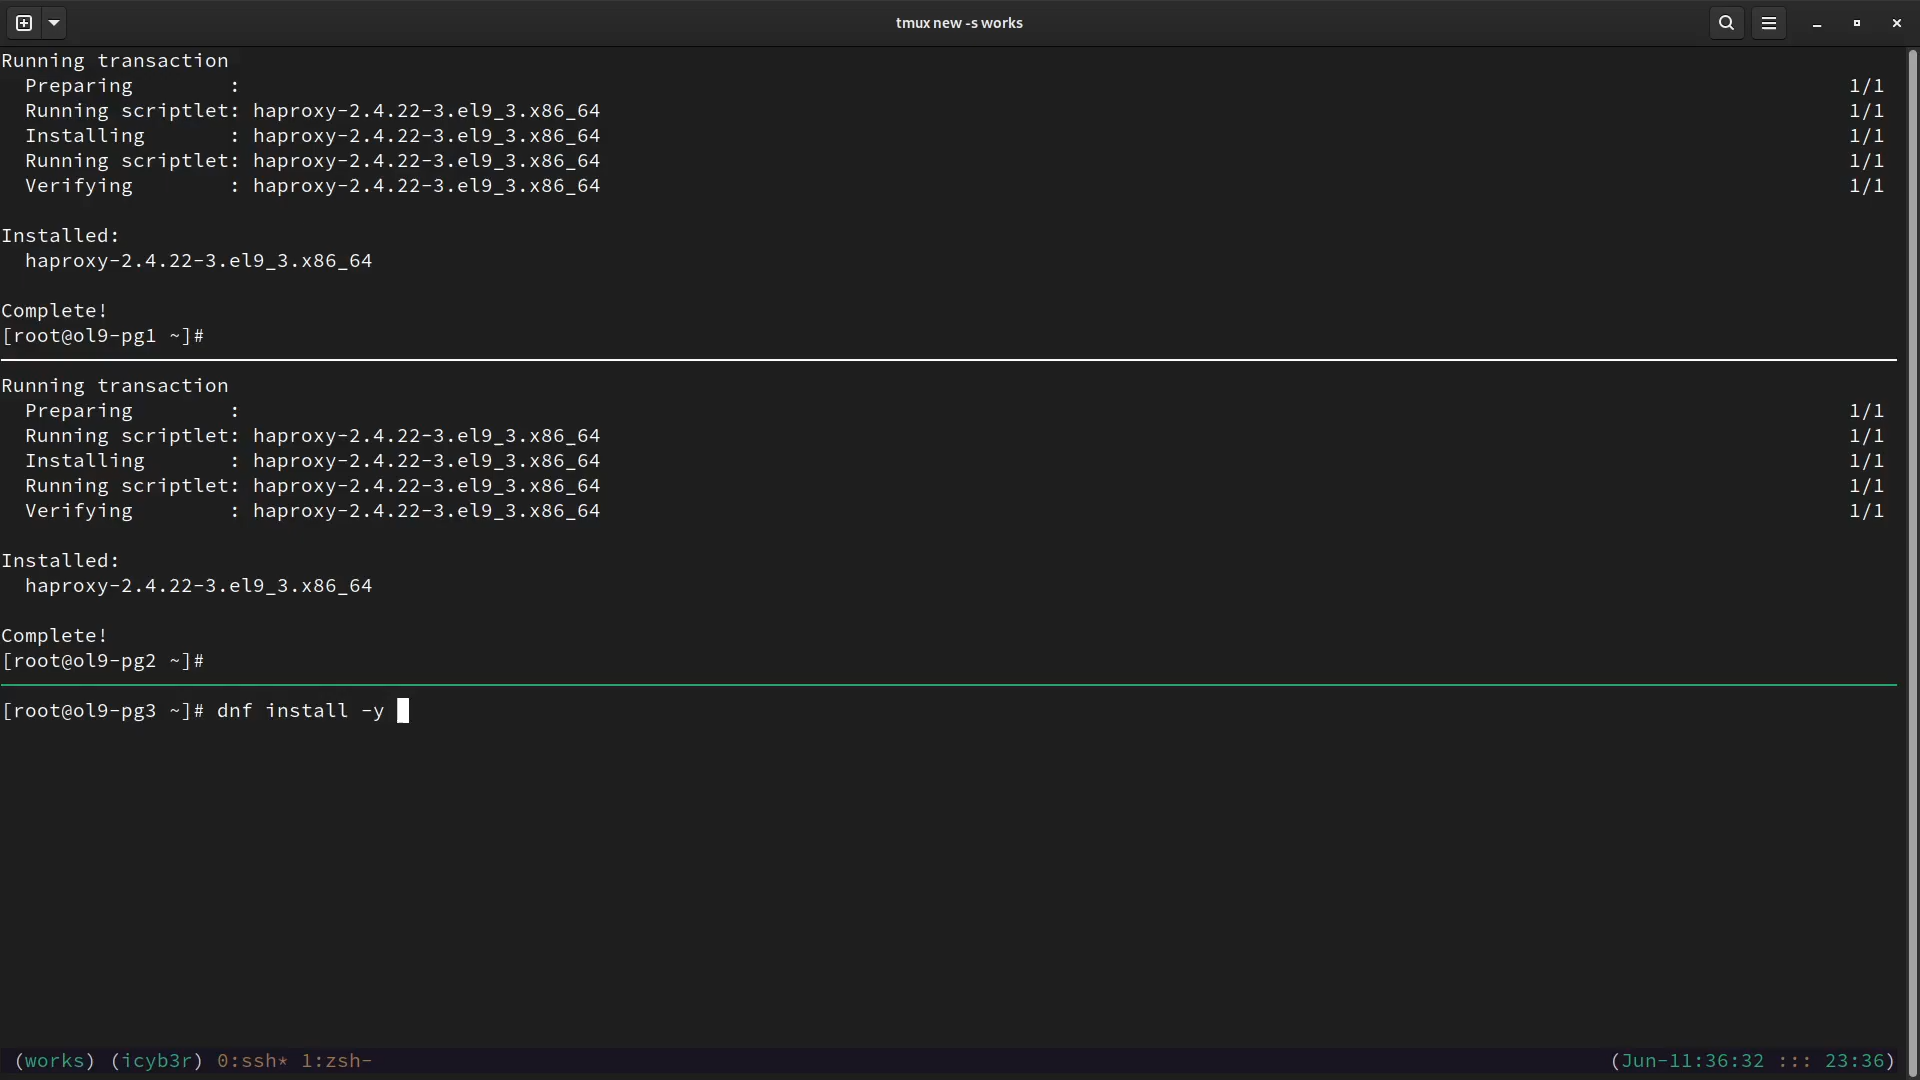 tmux new -s works
Running transaction
Preparing : 1/1
Running scriptlet: haproxy-2.4.22-3.el9_3.x86_64 1/1
Installing : haproxy-2.4.22-3.el9_3.x86_64 1/1
Running scriptlet: haproxy-2.4.22-3.el9_3.x86_64 1/1
Verifying : haproxy-2.4.22-3.el9_3.x86_64 1/1
Installed:
haproxy-2.4.22-3.el9_3.x86_64
Complete!
[root@ol9-pg1 ~]#
Running transaction
Preparing : 1/1
Running scriptlet: haproxy-2.4.22-3.el9_3.x86_64 1/1
Installing : haproxy-2.4.22-3.el9_3.x86_64 1/1
Running scriptlet: haproxy-2.4.22-3.el9_3.x86_64 1/1
Verifying : haproxy-2.4.22-3.el9_3.x86_64 1/1
Installed:
haproxy-2.4.22-3.el9_3.x86_64
Complete!
[root@ol9-pg2 ~]#
[root@ol9-pg3 ~]# dnf install -y
(works) (icyb3r) 0:ssh* 1:zsh- (Jun-11:36:32 ::: 23:36)